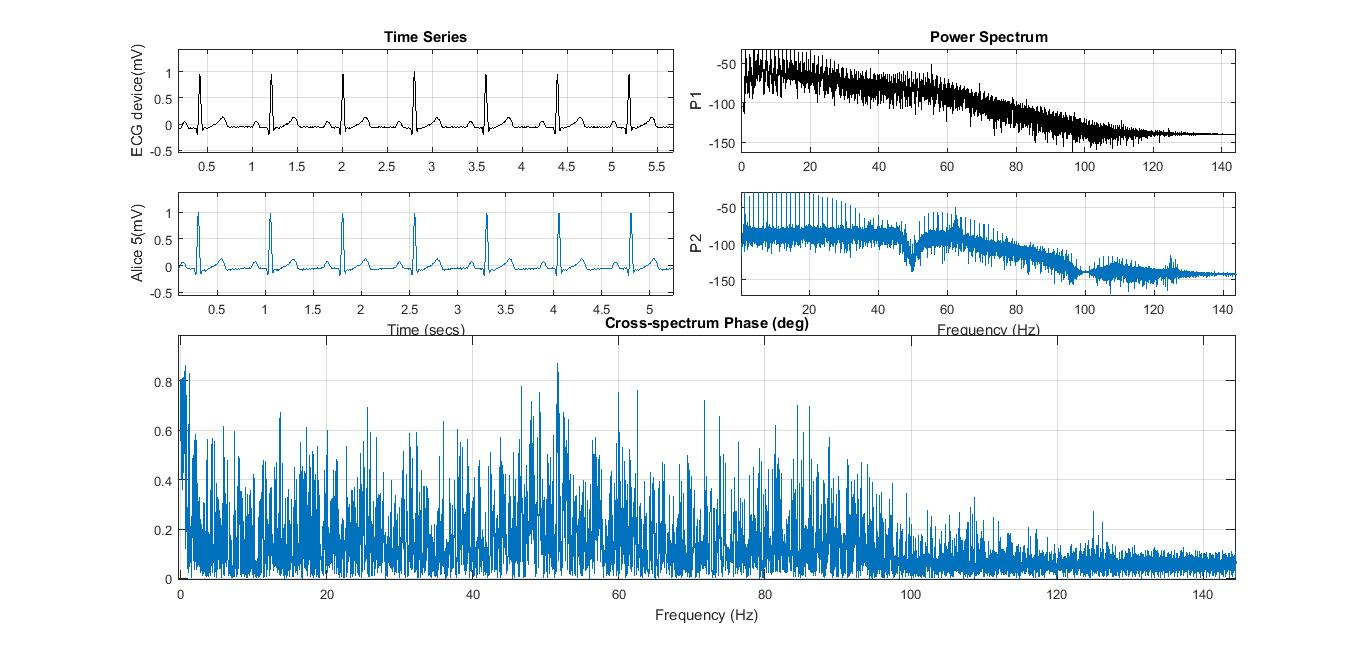 Time Series
ECG device(mV)
1
0.5
0
-0.5
0.5 1 1.5 2 2.5 3 3.5 4 4.5 5 5.5
Power Spectrum
P1
-50
-100
-150
0 20 40 60 80 100 120 140
Alice 5(mV)
1
0.5
0
-0.5
0.5 1 1.5 2 2.5 3 3.5 4 4.5 5
Time (secs)
P2
-50
-100
-150
20 40 60 80 100 120 140
Frequency (Hz)
Cross-spectrum Phase (deg)
0.8
0.6
0.4
0.2
0
0 20 40 60 80 100 120 140
Frequency (Hz)